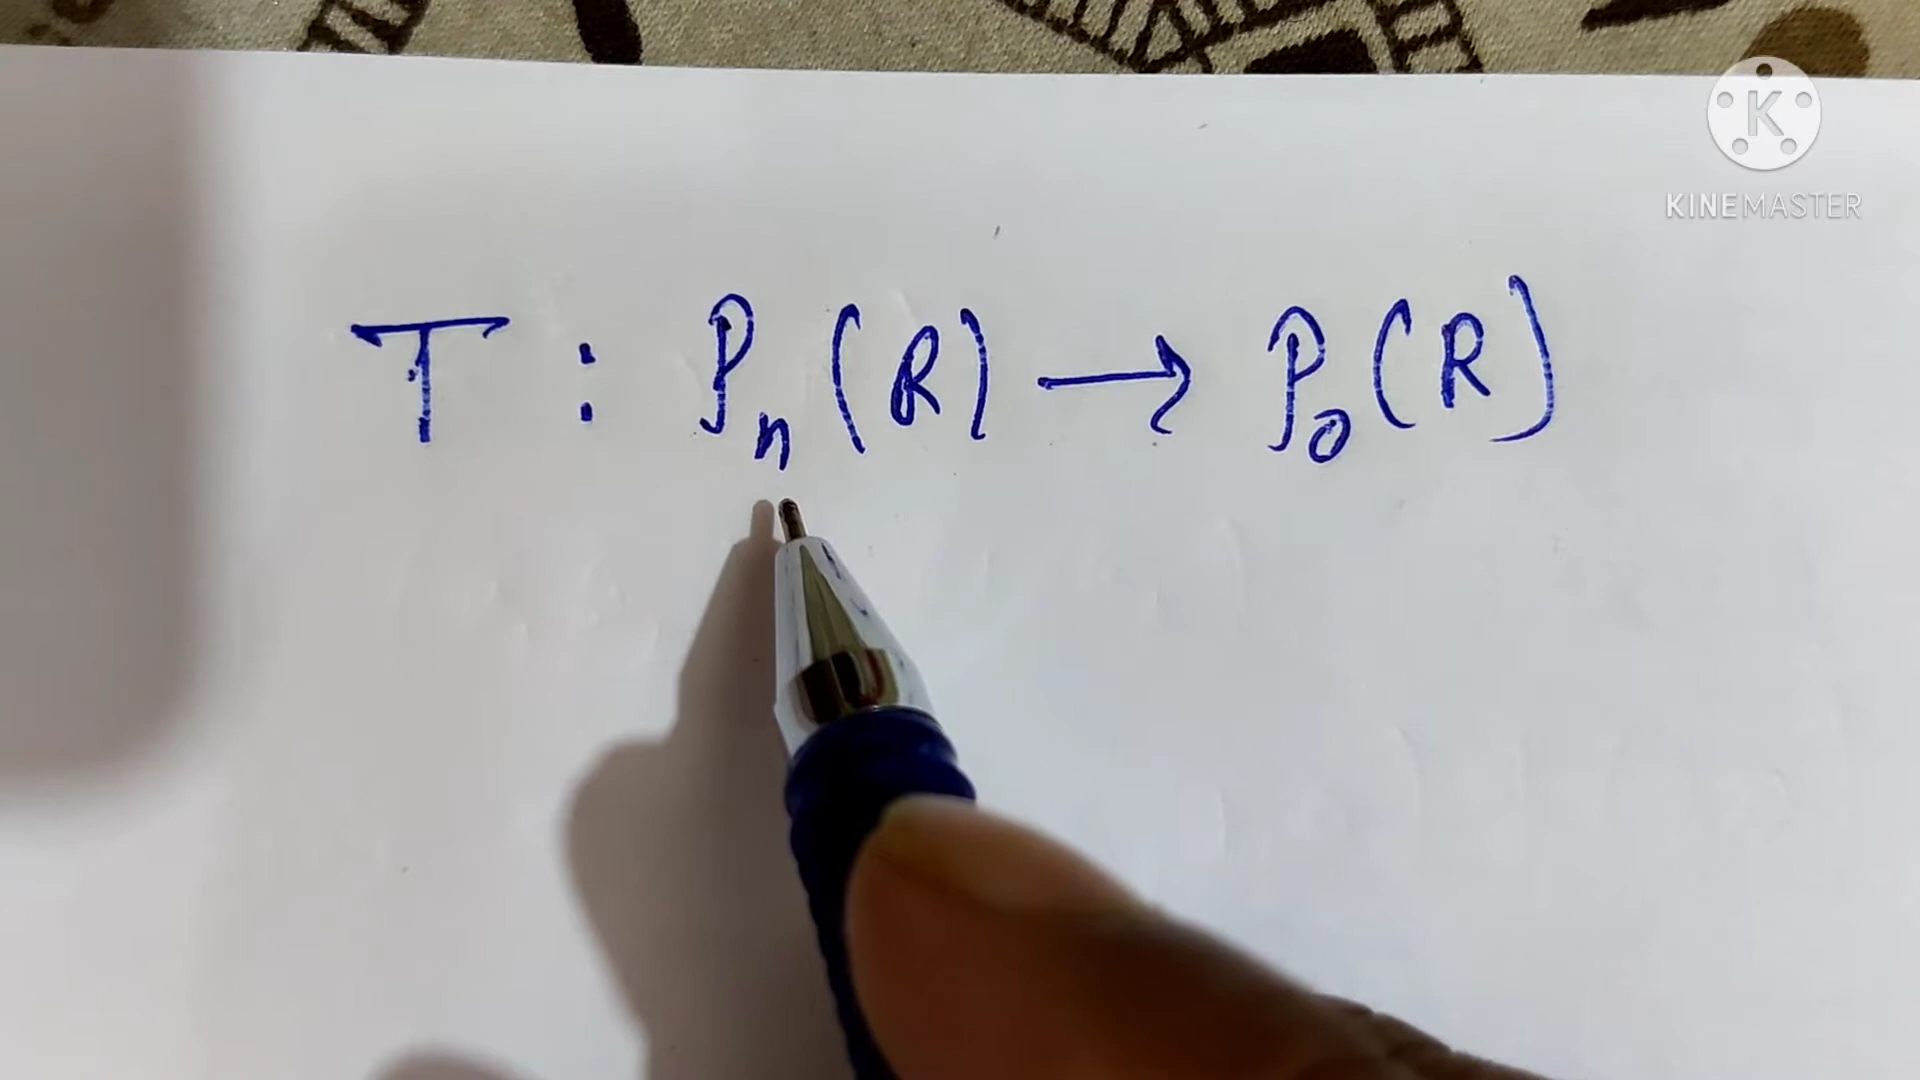 K
KINEMASTER
T : Pₙ (R) → P₀ (R)